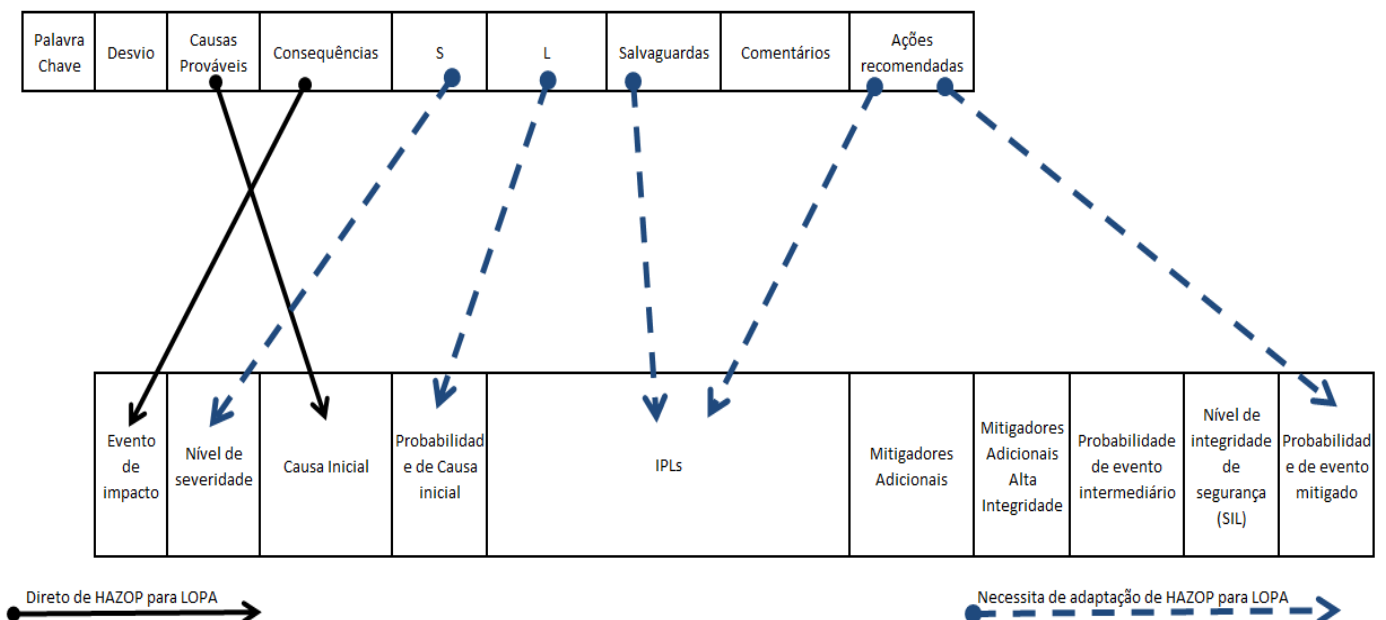 Palavra
Chave
Desvio
Causas
Prováveis
Consequências
S
L
Salvaguardas
Comentários
Ações
recomendadas
Evento
de
impacto
Nível de
severidade
Causa Inicial
Probabilidad
e de Causa
inicial
IPLs
Mitigadores
Adicionais
Mitigadores
Adicionais
Alta
Integridade
Probabilidade
de evento
intermediário
Nível de
integridade
de
segurança
(SIL)
Probabilidad
e de evento
mitigado
Direto de HAZOP para LOPA
Necessita de adaptação de HAZOP para LOPA